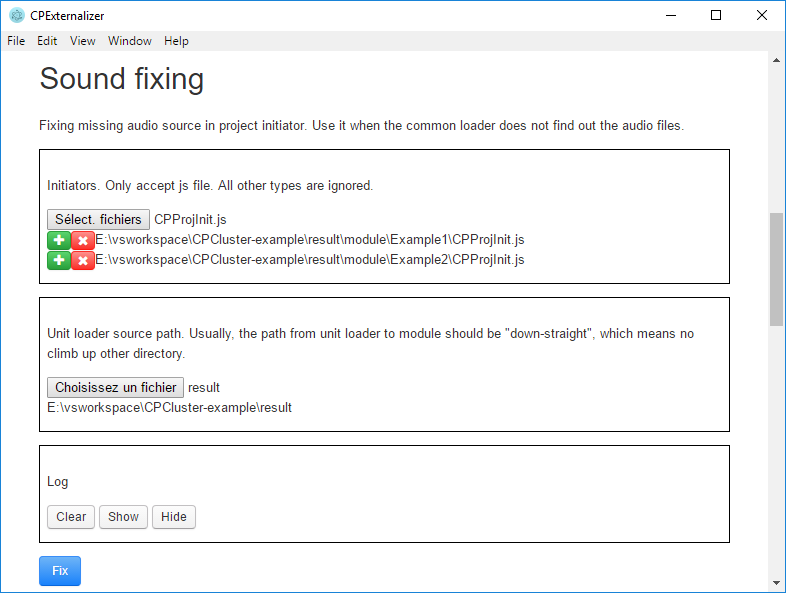 CPExternalizer
File Edit View Window Help
Sound fixing
Fixing missing audio source in project initiator. Use it when the common loader does not find out the audio files.
Initiators. Only accept js file. All other types are ignored.
Sélect. fichiers CPProjInit.js
E:\vsworkspace\CPCluster-example\result\module\Example1\CPProjInit.js
E:\vsworkspace\CPCluster-example\result\module\Example2\CPProjInit.js
Unit loader source path. Usually, the path from unit loader to module should be "down-straight", which means no
climb up other directory.
Choisissez un fichier result
E:\vsworkspace\CPCluster-example\result
Log
Clear Show Hide
Fix